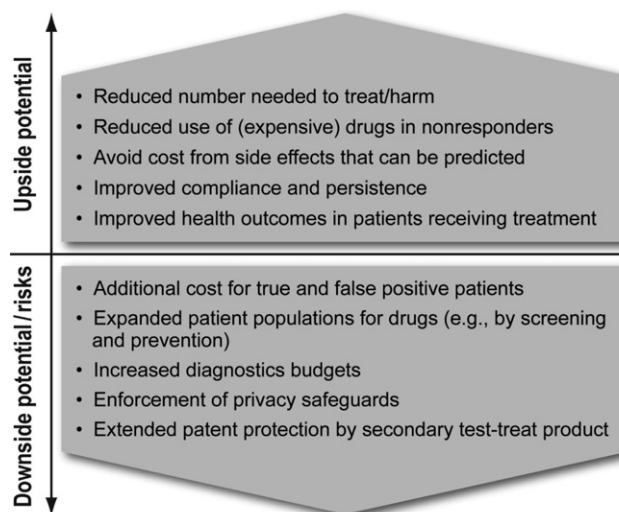 Upside potential
• Reduced number needed to treat/harm
• Reduced use of (expensive) drugs in nonresponders
• Avoid cost from side effects that can be predicted
• Improved compliance and persistence
• Improved health outcomes in patients receiving treatment
Downside potential/risks
• Additional cost for true and false positive patients
• Expanded patient populations for drugs (e.g., by screening
and prevention)
• Increased diagnostics budgets
• Enforcement of privacy safeguards
• Extended patent protection by secondary test-treat product